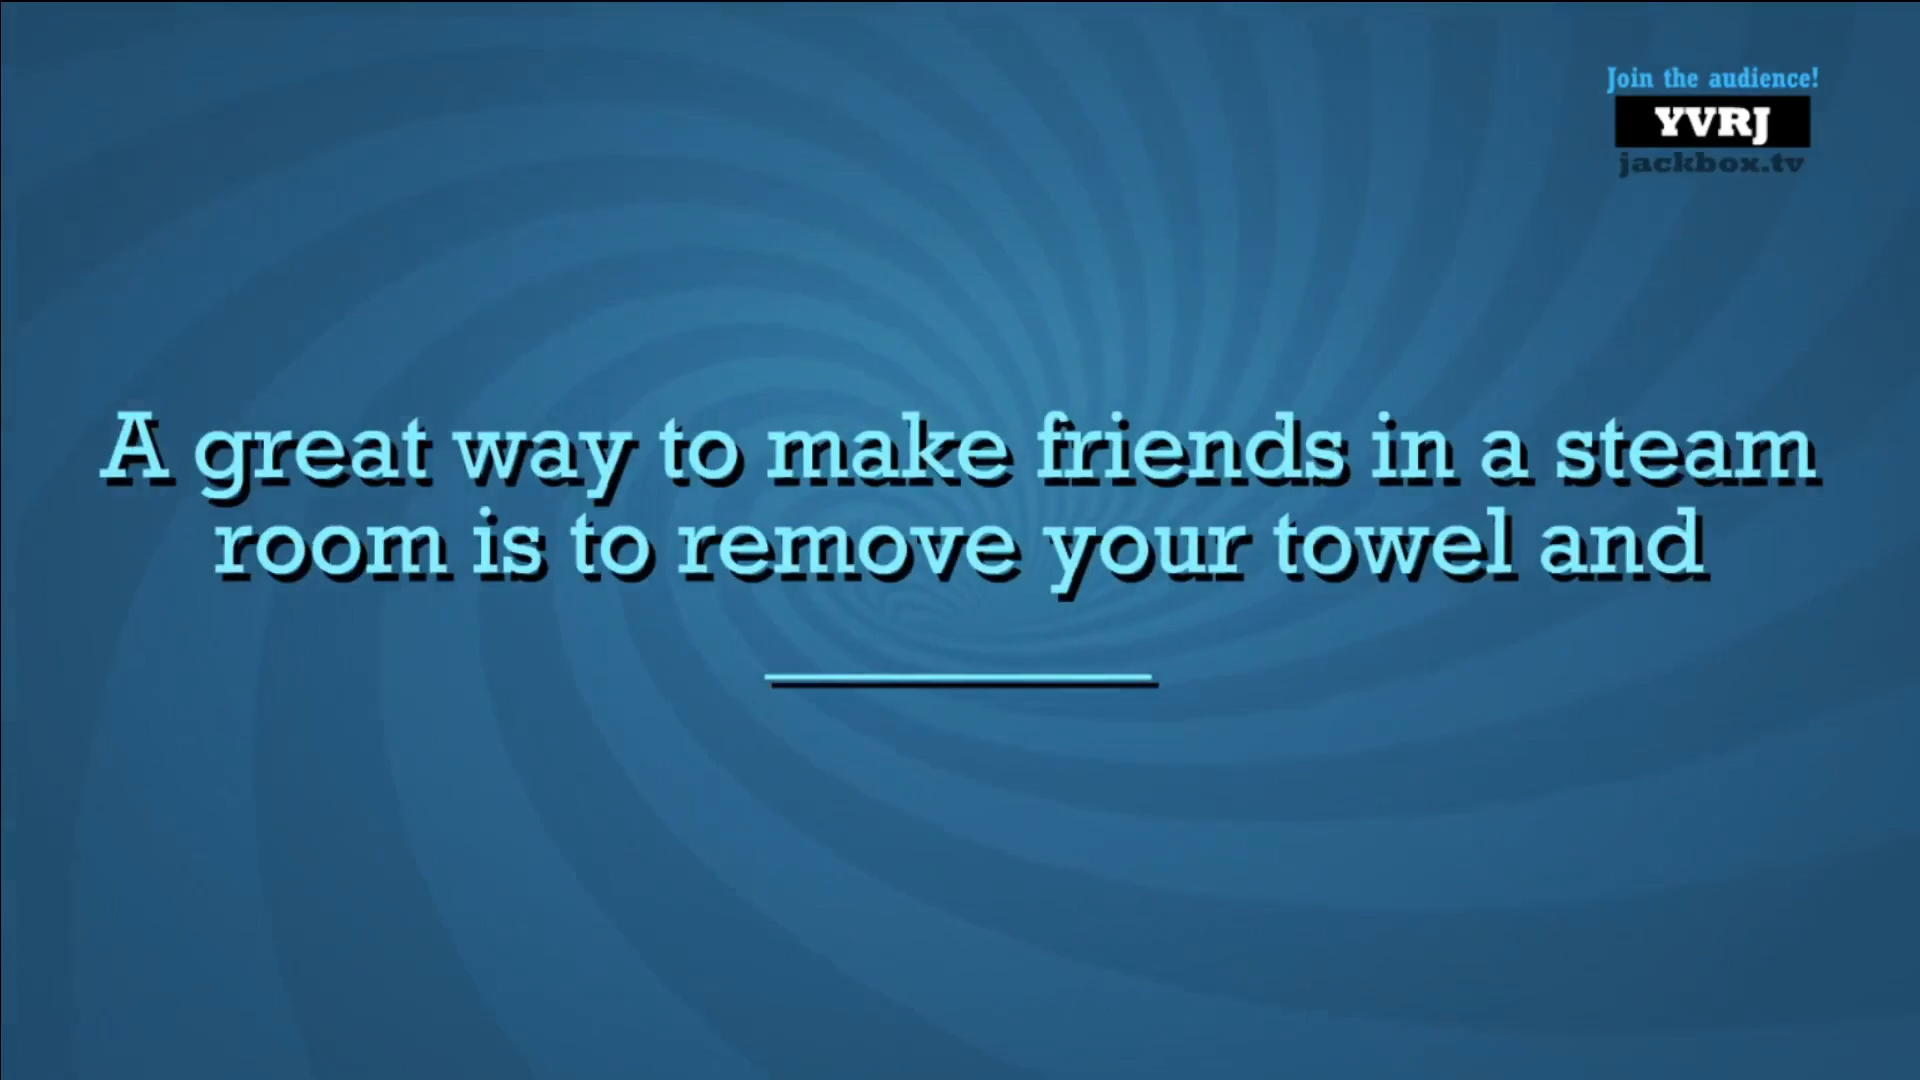 Join the audience!
YVRJ
jackbox.tv
A great way to make friends in a steam
room is to remove your towel and